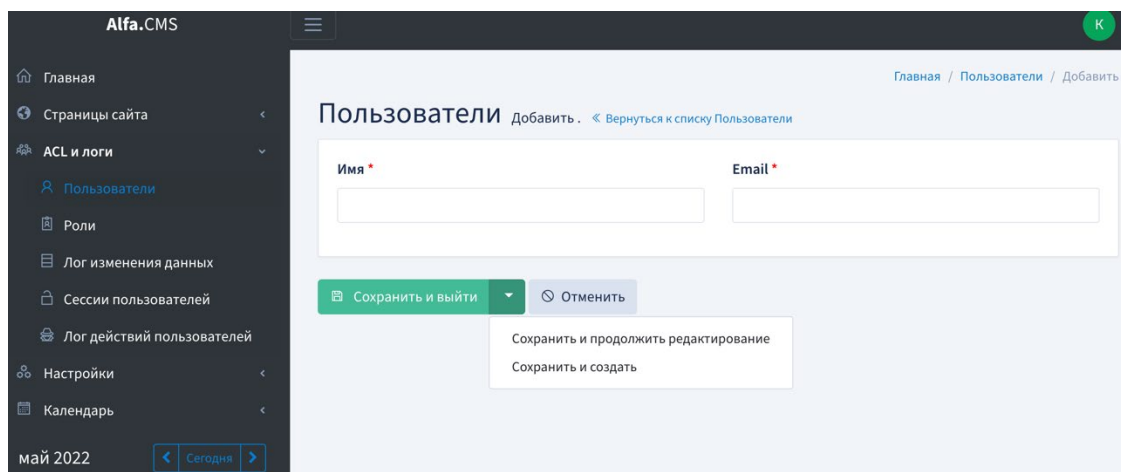 Alfa.CMS
К
Главная
Страницы сайта
ACL и логи
Пользователи
Роли
Лог изменения данных
Сессии пользователей
Лог действий пользователей
Настройки
Календарь
май 2022
Сегодня
Главная / Пользователи / Добавить
Пользователи Добавить . « Вернуться к списку Пользователи
Имя * Email *
Сохранить и выйти Отменить
Сохранить и продолжить редактирование
Сохранить и создать